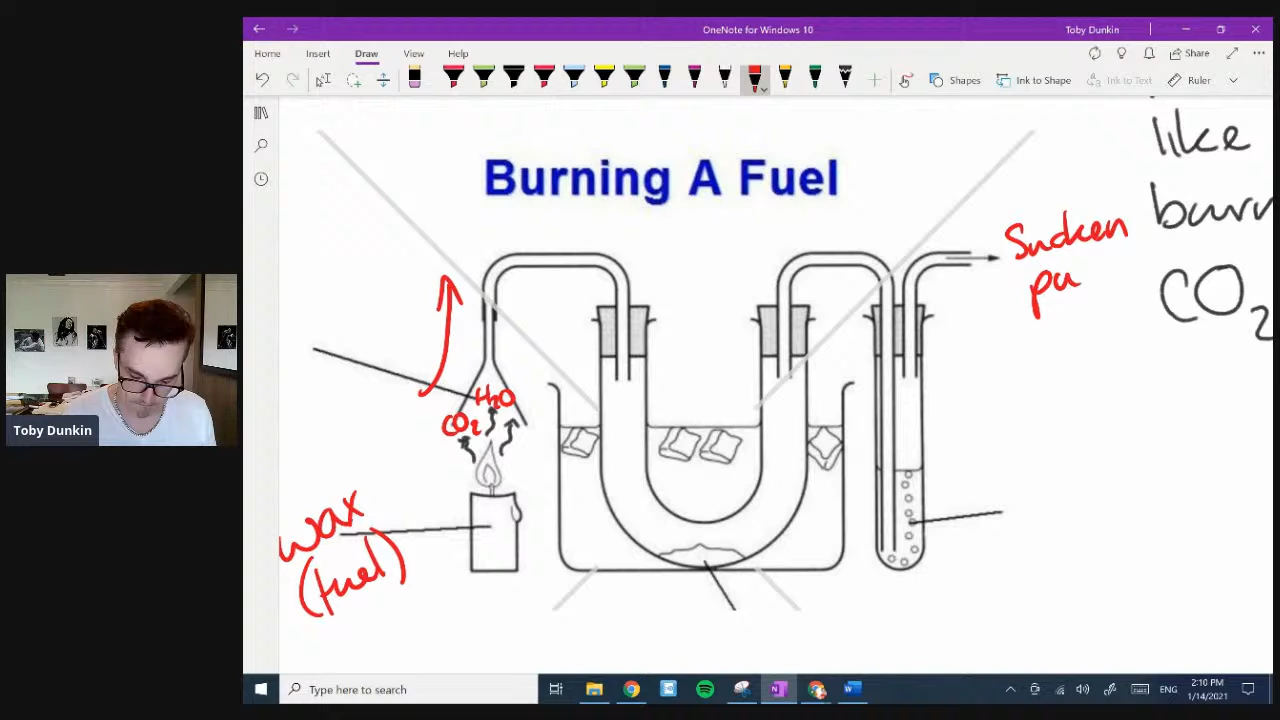 OneNote for Windows 10
Toby Dunkin
Home Insert Draw View Help
Share
Shapes Ink to Shape Ink to Text Ruler
like
burn
CO2
Burning A Fuel
pu
H2O
CO2
wax
(fuel)
Toby Dunkin
Type here to search
ENG
2:10 PM
1/14/2021